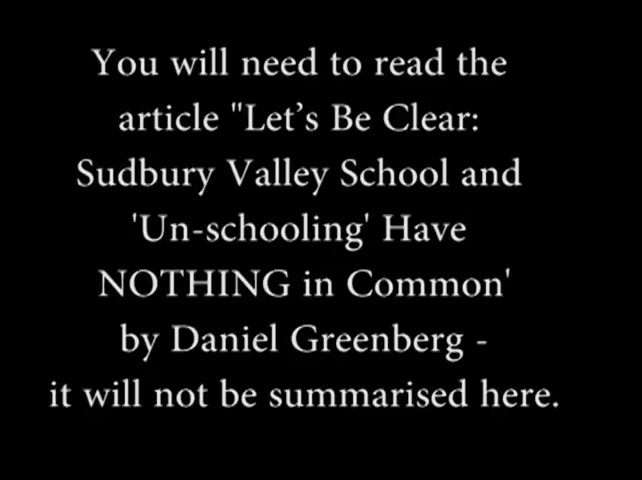 You will need to read the
article "Let’s Be Clear:
Sudbury Valley School and
'Un-schooling' Have
NOTHING in Common'
by Daniel Greenberg -
it will not be summarised here.